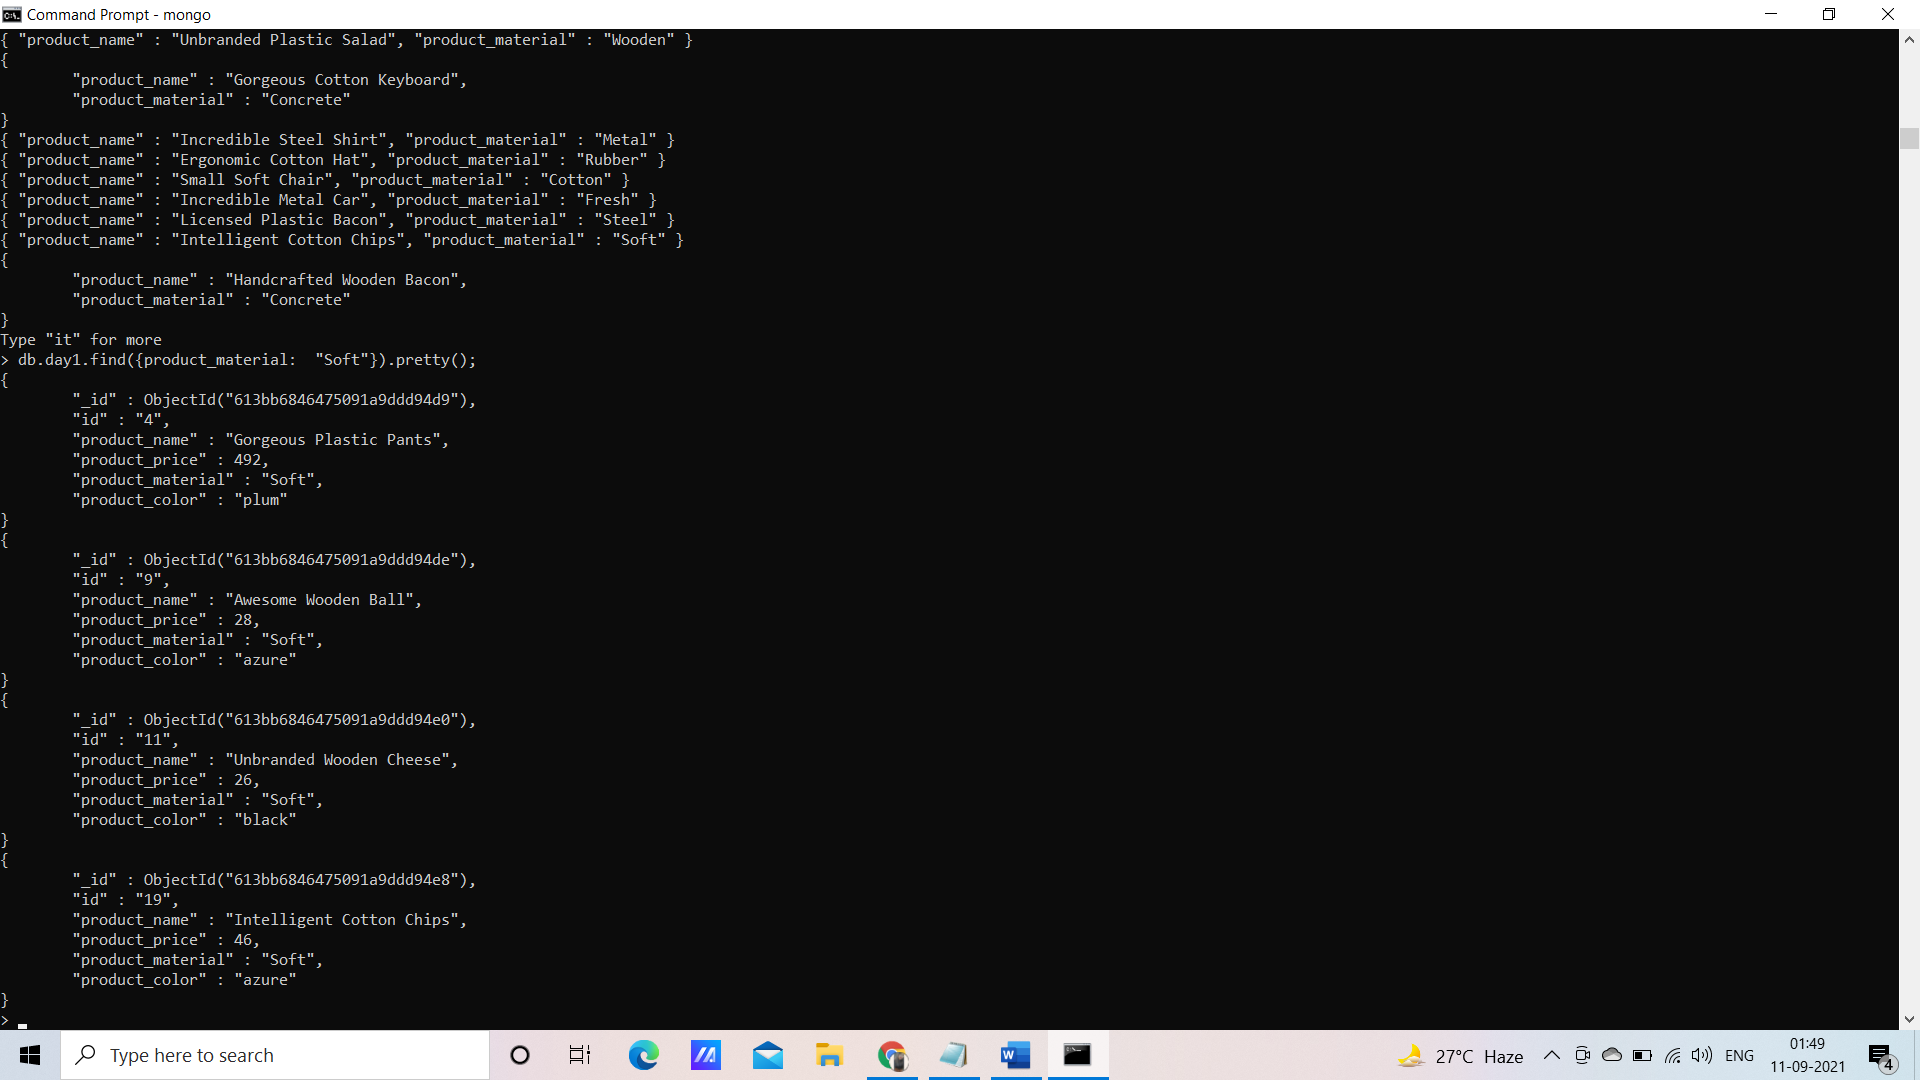 Command Prompt - mongo
{ "product_name" : "Unbranded Plastic Salad", "product_material" : "Wooden" }
{
        "product_name" : "Gorgeous Cotton Keyboard",
        "product_material" : "Concrete"
}
{ "product_name" : "Incredible Steel Shirt", "product_material" : "Metal" }
{ "product_name" : "Ergonomic Cotton Hat", "product_material" : "Rubber" }
{ "product_name" : "Small Soft Chair", "product_material" : "Cotton" }
{ "product_name" : "Incredible Metal Car", "product_material" : "Fresh" }
{ "product_name" : "Licensed Plastic Bacon", "product_material" : "Steel" }
{ "product_name" : "Intelligent Cotton Chips", "product_material" : "Soft" }
{
        "product_name" : "Handcrafted Wooden Bacon",
        "product_material" : "Concrete"
}
Type "it" for more
> db.day1.find({product_material:  "Soft"}).pretty();
{
        "_id" : ObjectId("613bb6846475091a9ddd94d9"),
        "id" : "4",
        "product_name" : "Gorgeous Plastic Pants",
        "product_price" : 492,
        "product_material" : "Soft",
        "product_color" : "plum"
}
{
        "_id" : ObjectId("613bb6846475091a9ddd94de"),
        "id" : "9",
        "product_name" : "Awesome Wooden Ball",
        "product_price" : 28,
        "product_material" : "Soft",
        "product_color" : "azure"
}
{
        "_id" : ObjectId("613bb6846475091a9ddd94e0"),
        "id" : "11",
        "product_name" : "Unbranded Wooden Cheese",
        "product_price" : 26,
        "product_material" : "Soft",
        "product_color" : "black"
}
{
        "_id" : ObjectId("613bb6846475091a9ddd94e8"),
        "id" : "19",
        "product_name" : "Intelligent Cotton Chips",
        "product_price" : 46,
        "product_material" : "Soft",
        "product_color" : "azure"
}
>
Type here to search
27°C Haze
ENG
01:49
11-09-2021
4